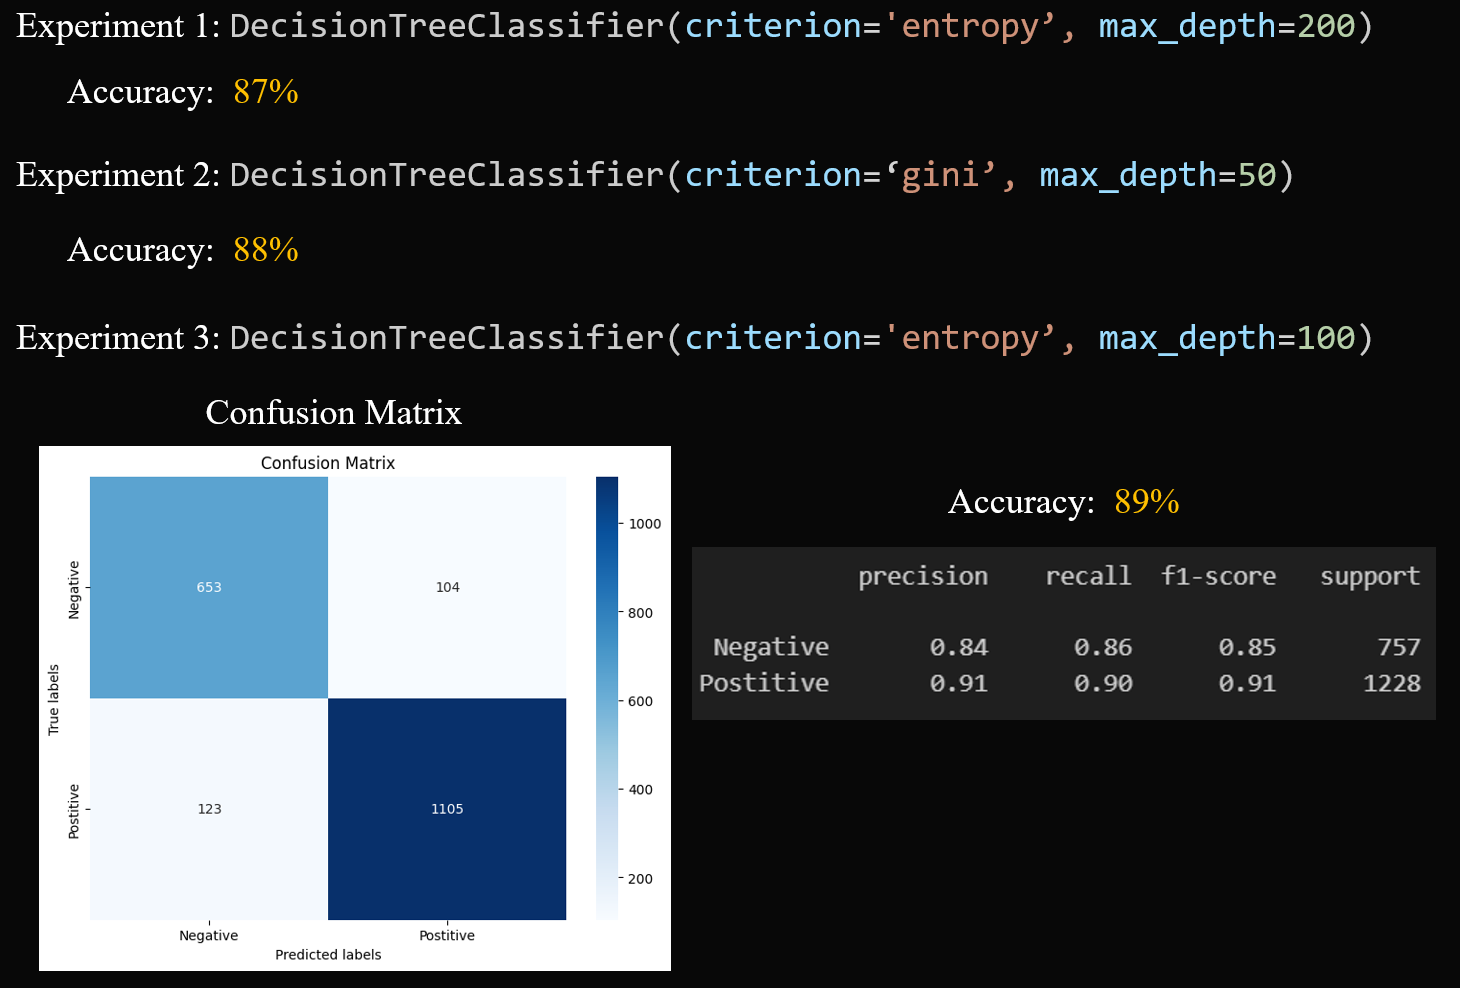 Experiment 1: DecisionTreeClassifier(criterion='entropy’, max_depth=200)
Accuracy: 87%
Experiment 2: DecisionTreeClassifier(criterion=‘gini’, max_depth=50)
Accuracy: 88%
Experiment 3: DecisionTreeClassifier(criterion='entropy’, max_depth=100)
Confusion Matrix
Confusion Matrix
True labels
Negative
Postitive
653 104
123 1105
Negative Postitive
Predicted labels
1000
800
600
400
200
Accuracy: 89%
precision recall f1-score support
Negative 0.84 0.86 0.85 757
Postitive 0.91 0.90 0.91 1228